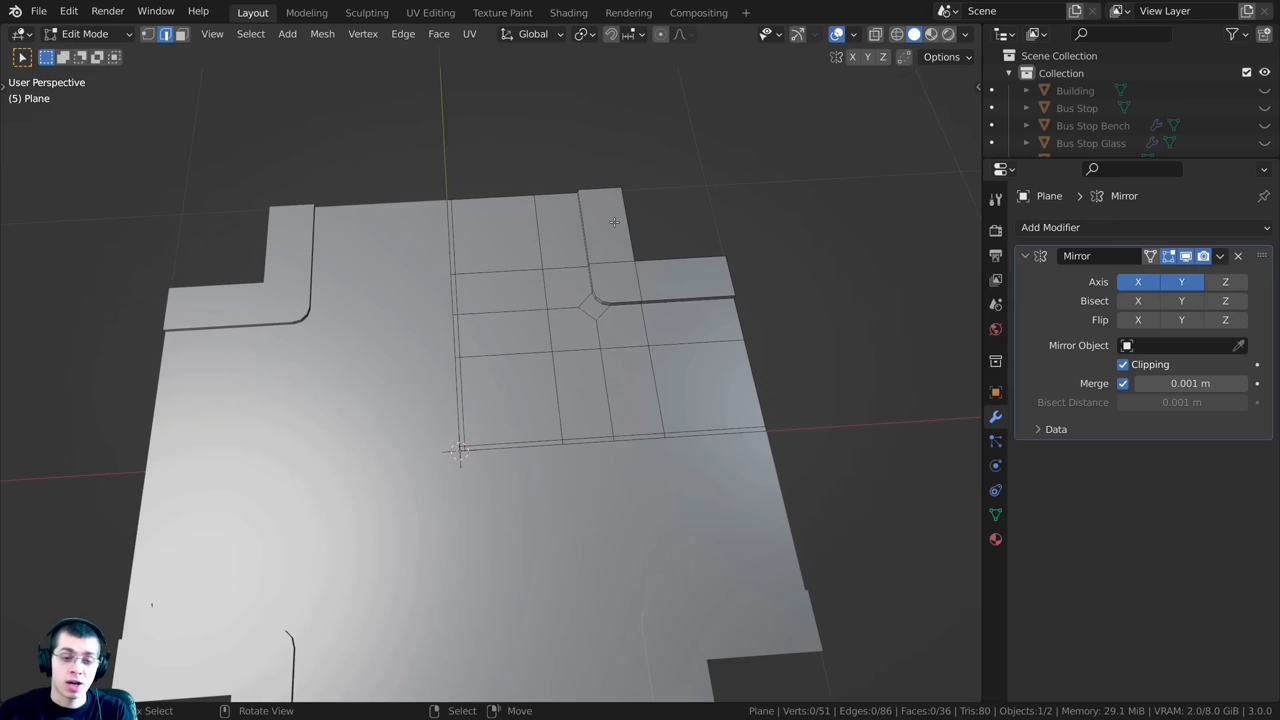 File Edit Render Window Help Layout Modeling Sculpting UV Editing Texture Paint Shading Rendering Compositing + Scene View Layer
Edit Mode View Select Add Mesh Vertex Edge Face UV Global
X Y Z Options
User Perspective
(5) Plane
Scene Collection
Collection
Building
Bus Stop
Bus Stop Bench
Bus Stop Glass
Plane > Mirror
Add Modifier
Mirror
Axis X Y Z
Bisect X Y Z
Flip X Y Z
Mirror Object
Clipping
Merge 0.001 m
Bisect Distance 0.001 m
Data
Select Rotate View Select Move Plane | Verts:0/51 | Edges:0/86 | Faces:0/36 | Tris:80 | Objects:1/2 | Memory: 29.1 MiB | VRAM: 2.0/8.0 GiB | 3.0.0